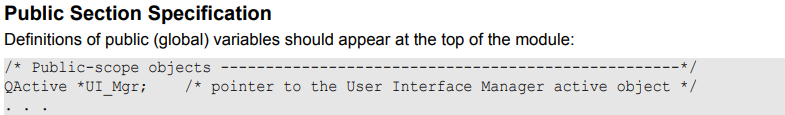 Public Section Specification
Definitions of public (global) variables should appear at the top of the module:
/* Public-scope objects ---------------------------------------------------*/
QActive *UI_Mgr;    /* pointer to the User Interface Manager active object */
. . .